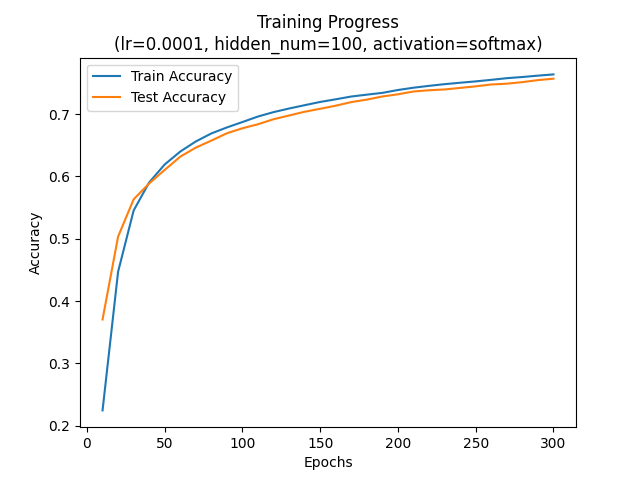 Training Progress
(lr=0.0001, hidden_num=100, activation=softmax)
Train Accuracy
Test Accuracy
0.7
0.6
0.5
0.4
0.3
0.2
Accuracy
0
50
100
150
200
250
300
Epochs